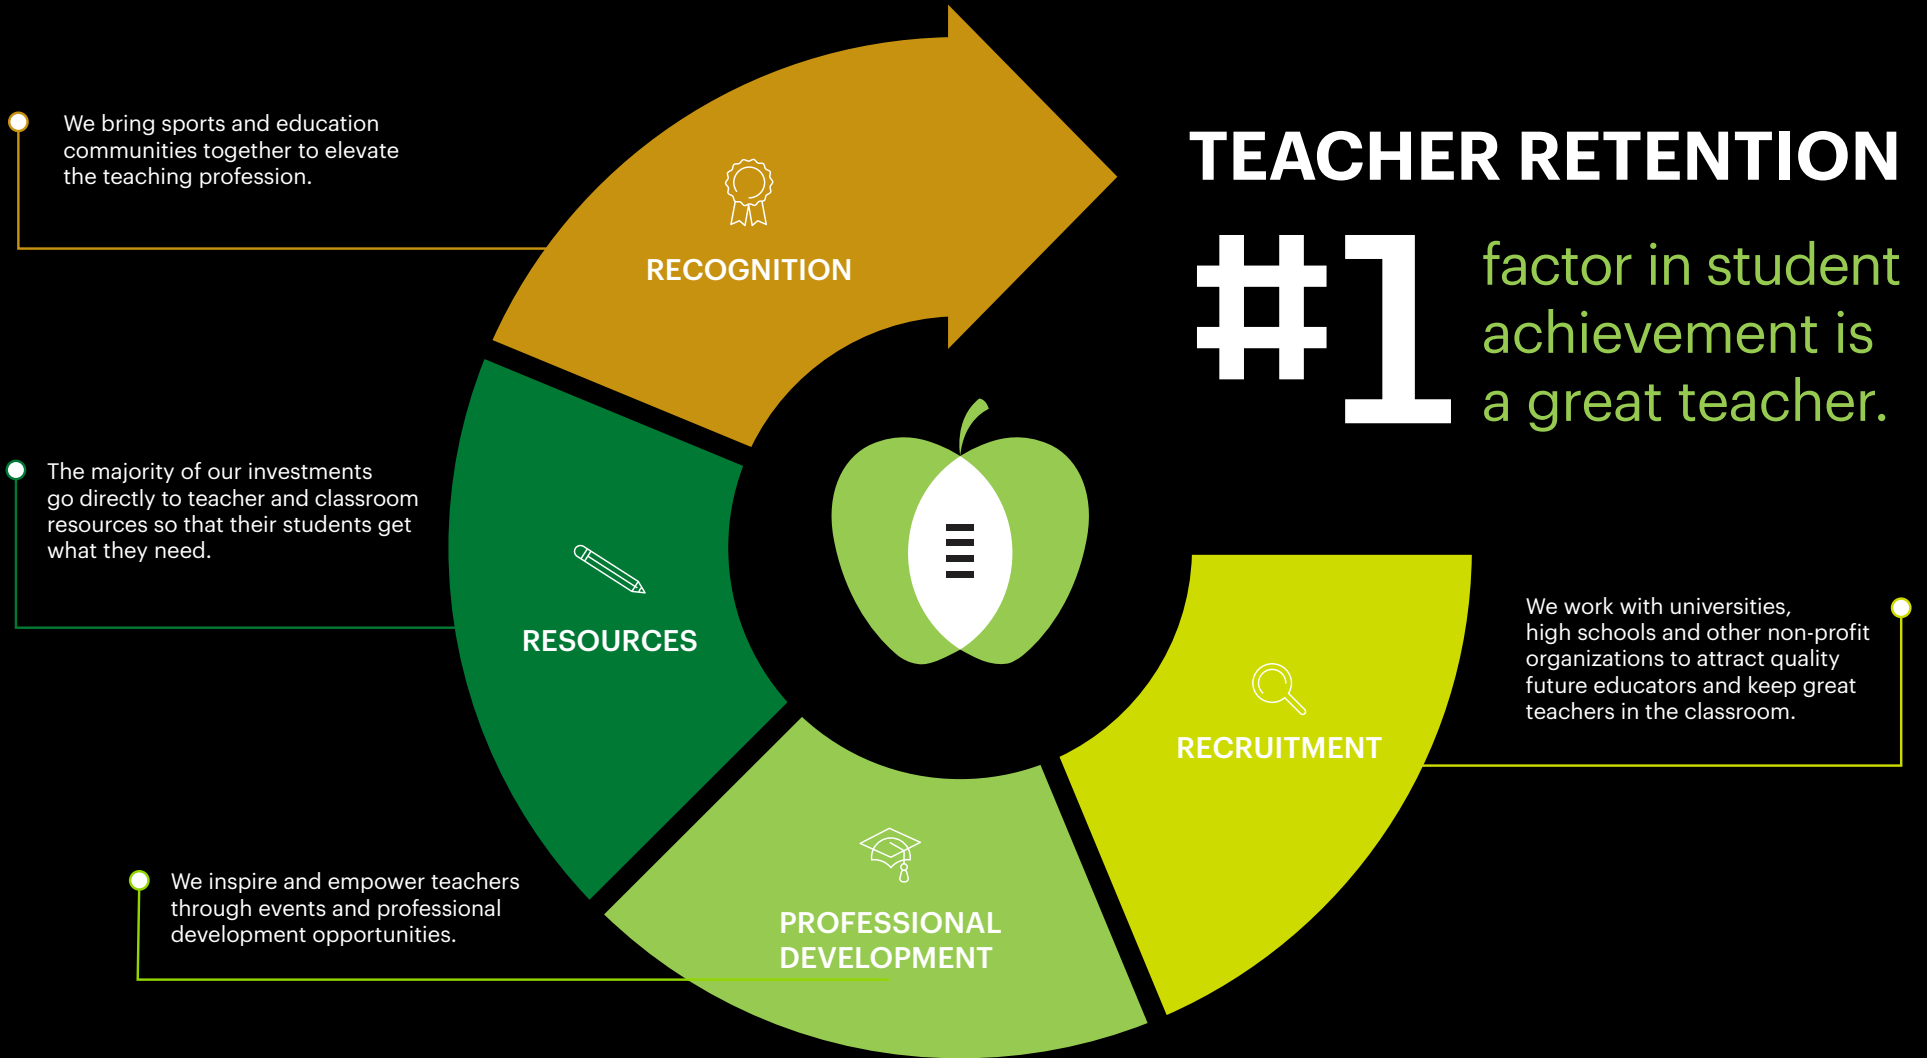 We bring sports and education
communities together to elevate
the teaching profession.
RECOGNITION
TEACHER RETENTION
#1
factor in student
achievement is
a great teacher.
The majority of our investments
go directly to teacher and classroom
resources so that their students get
what they need.
RESOURCES
We work with universities,
high schools and other non-profit
organizations to attract quality
future educators and keep great
teachers in the classroom.
RECRUITMENT
We inspire and empower teachers
through events and professional
development opportunities.
PROFESSIONAL
DEVELOPMENT